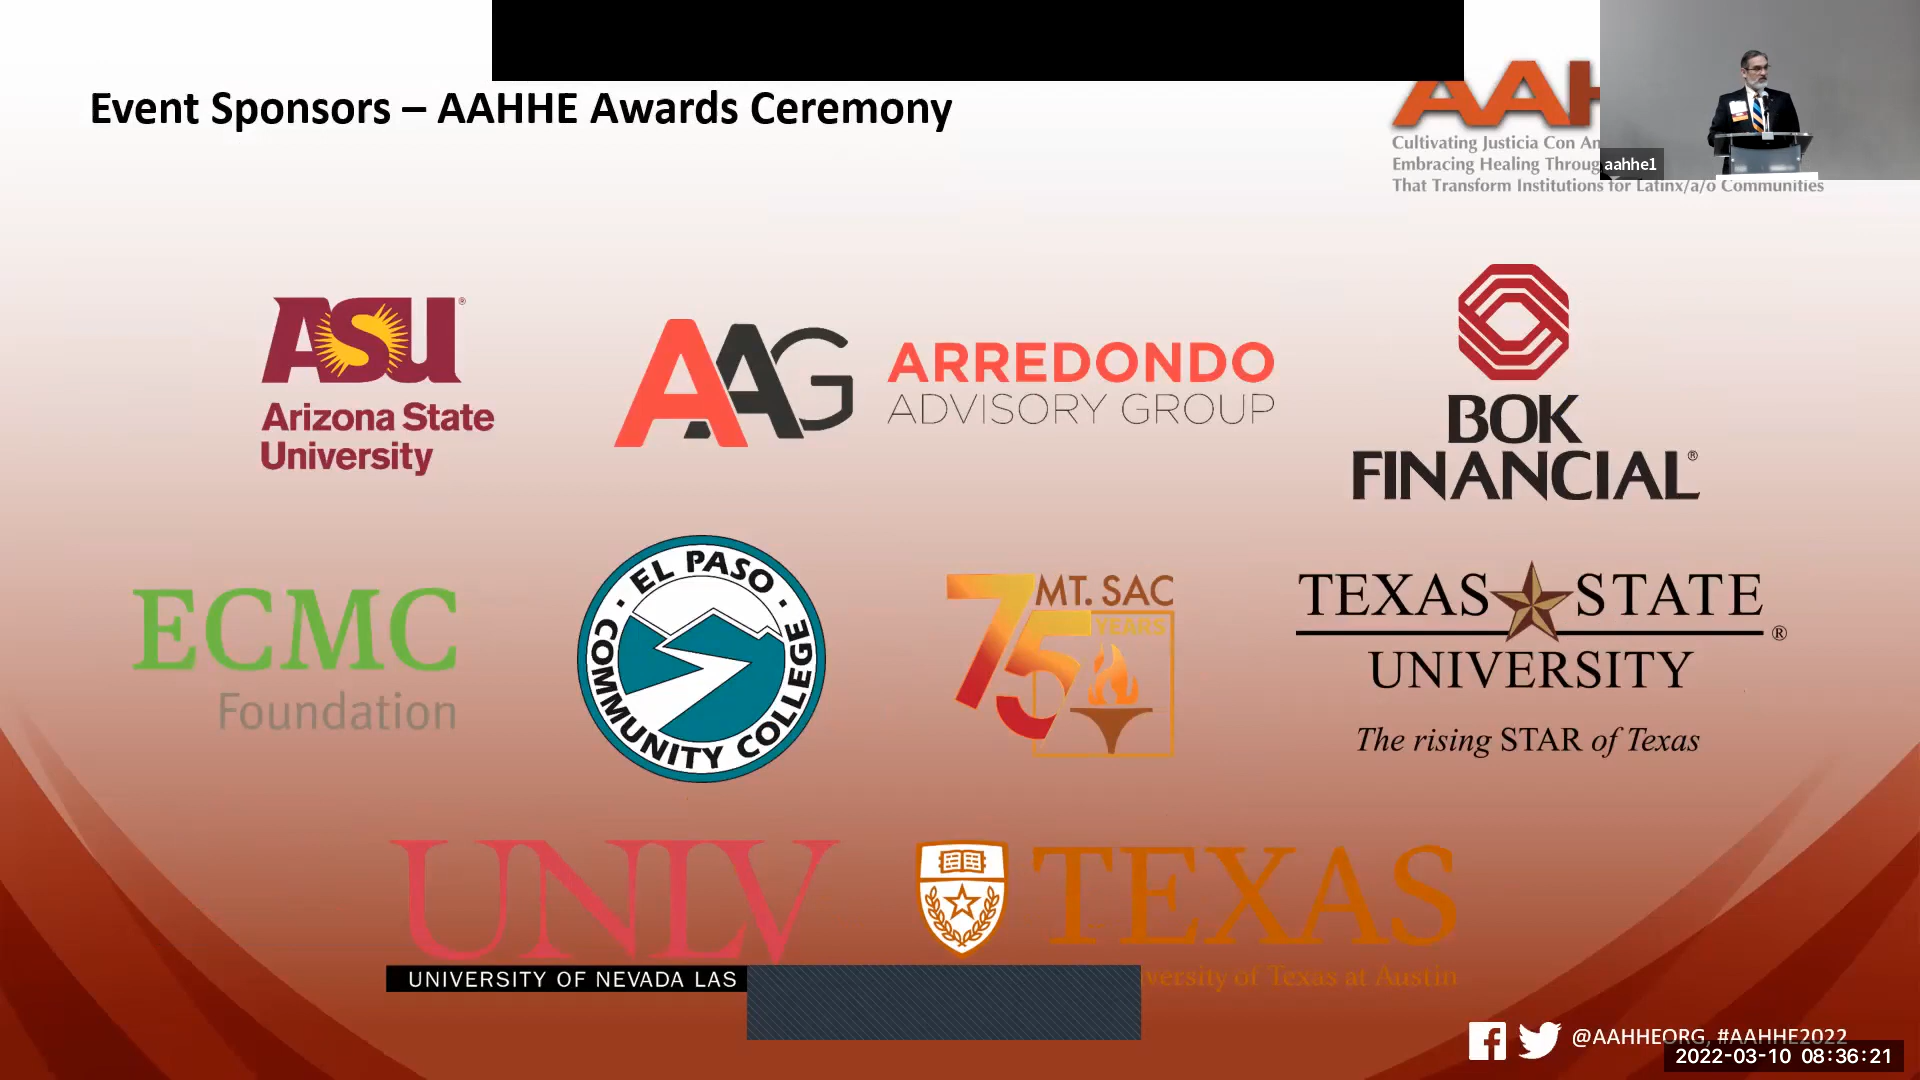 Event Sponsors – AAHHE Awards Ceremony
AAH
Cultivating Justicia Con
Embracing Healing
That Transform Institutions for Latinx/a/o Communities
aahhe1
ASU®
Arizona State
University
AAG
ARREDONDO
ADVISORY GROUP
BOK
FINANCIAL®
ECMC
Foundation
EL PASO
COMMUNITY COLLEGE
75 MT. SAC
YEARS
TEXAS STATE
®
UNIVERSITY
The rising STAR of Texas
UNLV
UNIVERSITY OF NEVADA LAS
TEXAS
of Texas at Austin
@AAHHEORG, #AAHHE2022
2022-03-10 08:36:21